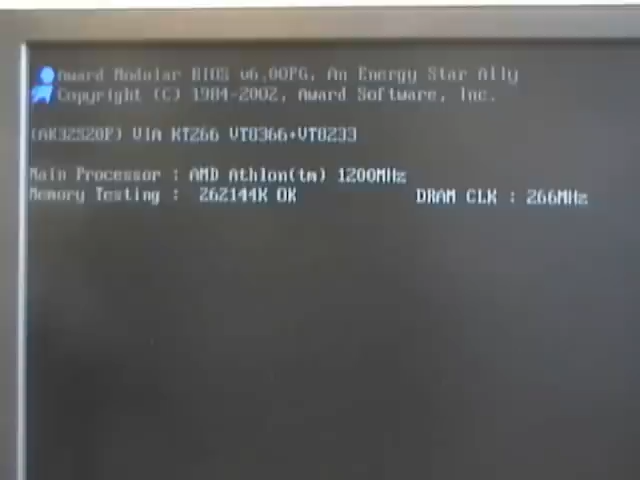 Award Modular BIOS v6.00PG, An Energy Star Ally
Copyright (C) 1984-2002, Award Software, Inc.
(AK32S20P) VIA KT266 VT8366+VT8233
Main Processor : AMD Athlon(tm) 1200MHz
Memory Testing : 262144K OK DRAM CLK : 266MHz